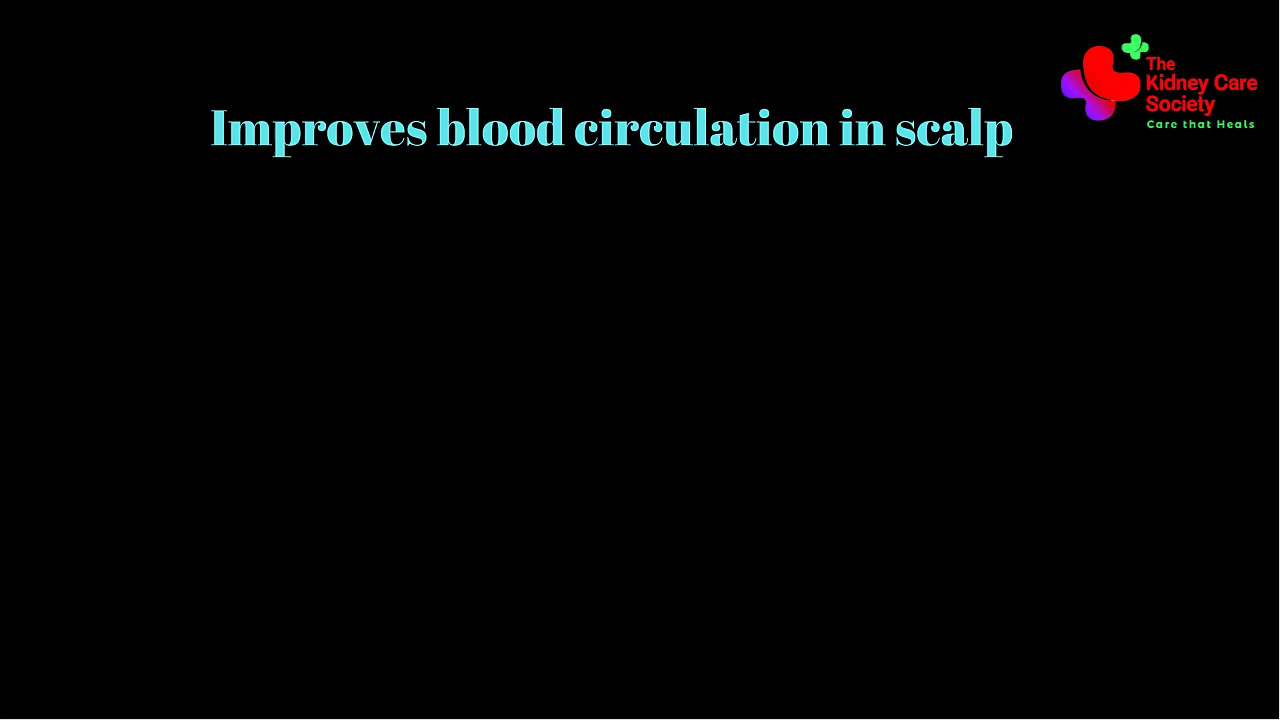 Improves blood circulation in scalp
The
Kidney Care
Society
Care that Heals